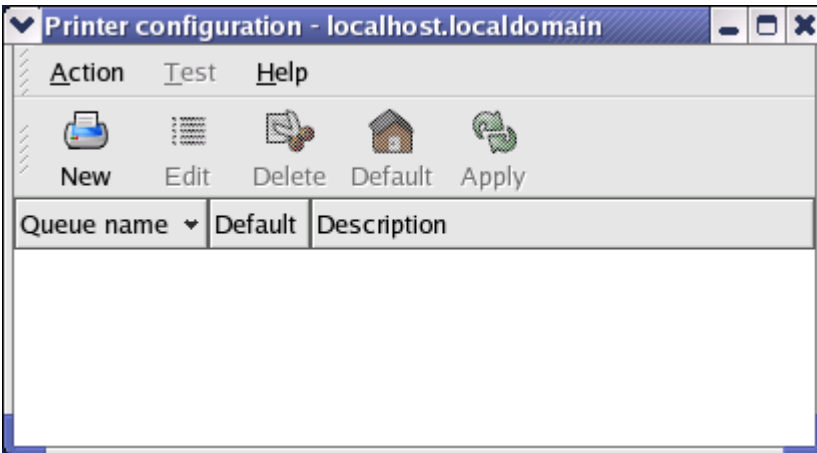 Printer configuration - localhost.localdomain
Action Test Help
New Edit Delete Default Apply
Queue name Default Description